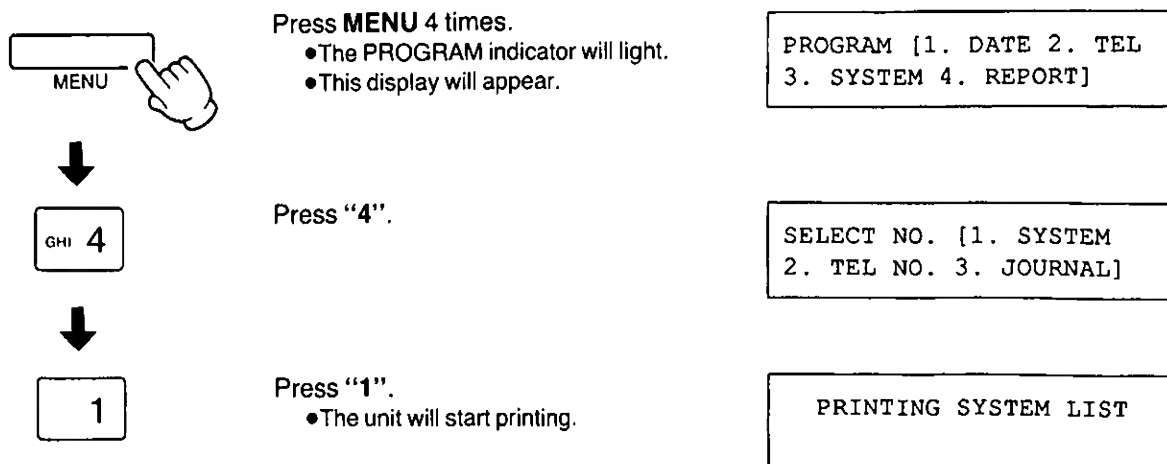 Press MENU 4 times.
●The PROGRAM indicator will light.
●This display will appear.
MENU
PROGRAM [1. DATE 2. TEL
3. SYSTEM 4. REPORT]
GHI 4
Press “4”.
SELECT NO. [1. SYSTEM
2. TEL NO. 3. JOURNAL]
1
Press “1”.
●The unit will start printing.
PRINTING SYSTEM LIST